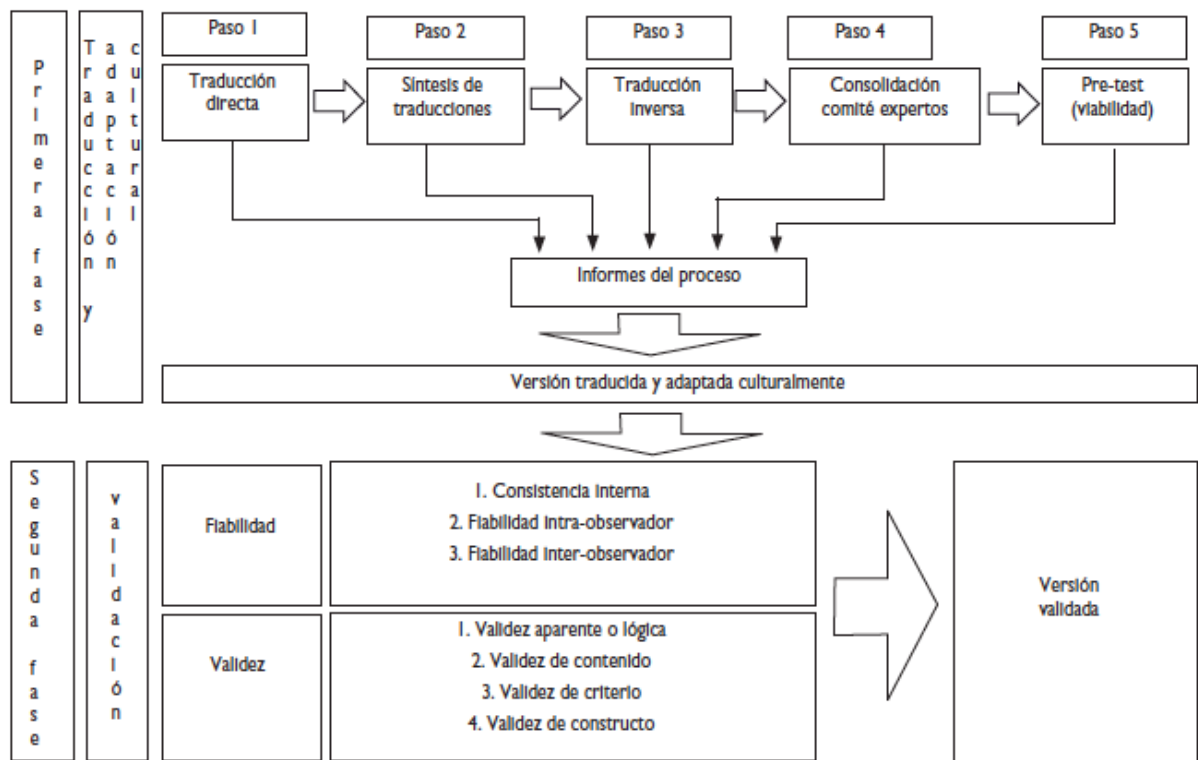 Primera fase
Traducción y
adaptación
cultural
Paso 1
Paso 2
Paso 3
Paso 4
Paso 5
Traducción
directa
Síntesis de
traducciones
Traducción
inversa
Consolidación
comité expertos
Pre-test
(viabilidad)
Informes del proceso
Versión traducida y adaptada culturalmente
Segunda fase
validación
Fiabilidad
1. Consistencia interna
2. Fiabilidad intra-observador
3. Fiabilidad inter-observador
Validez
1. Validez aparente o lógica
2. Validez de contenido
3. Validez de criterio
4. Validez de constructo
Versión
validada